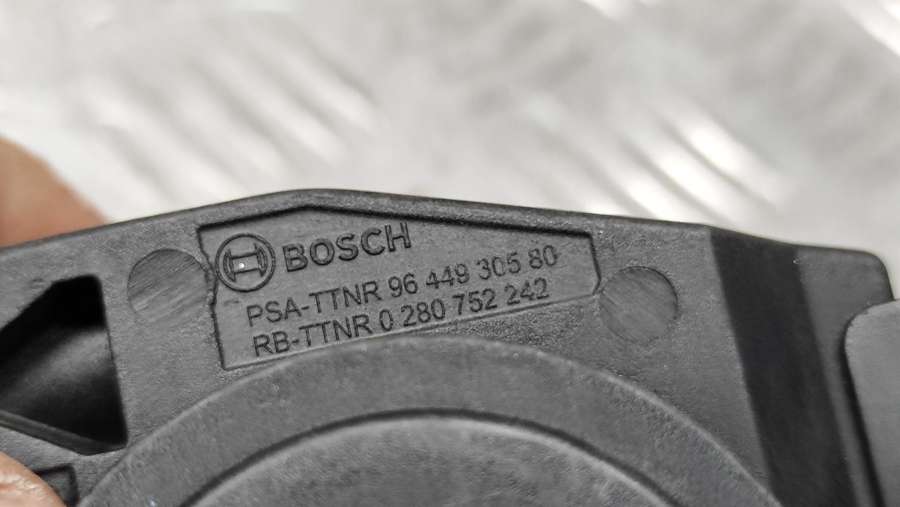 BOSCH
PSA-TTNR 96 449 305 80
RB-TTNR 0 280 752 242